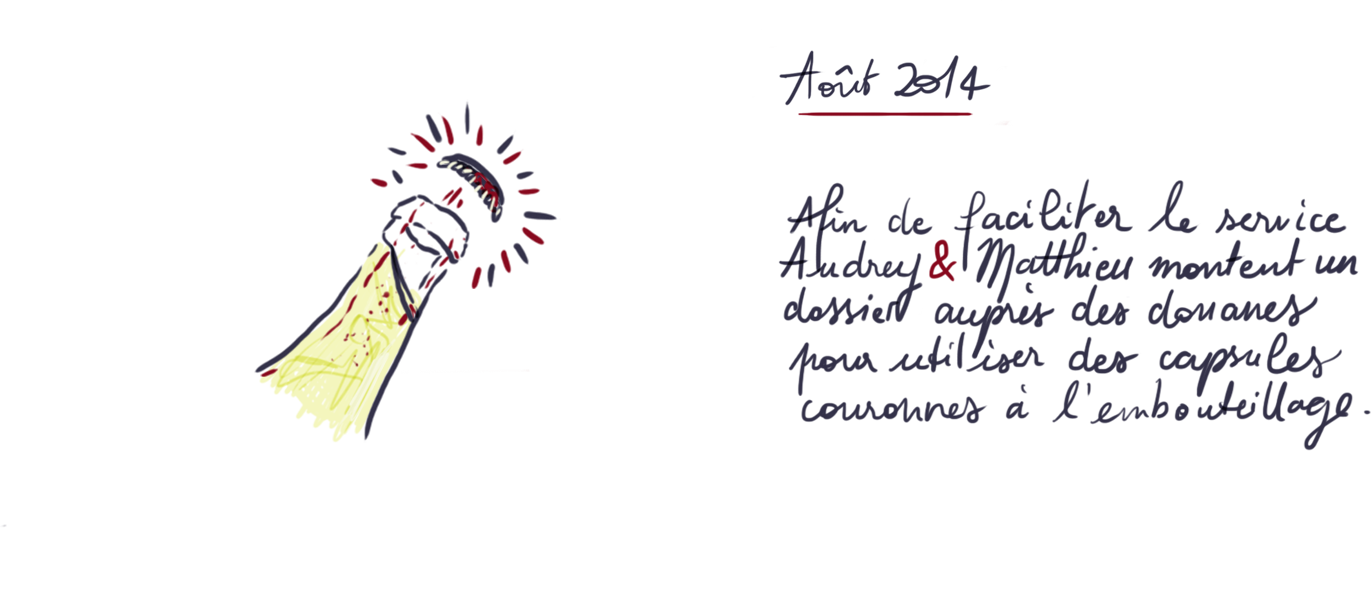 Août 2014
Afin de faciliter le service
Audrey & Matthieu montent un
dossier auprès des douanes
pour utiliser des capsules
couronnes à l'embouteillage.